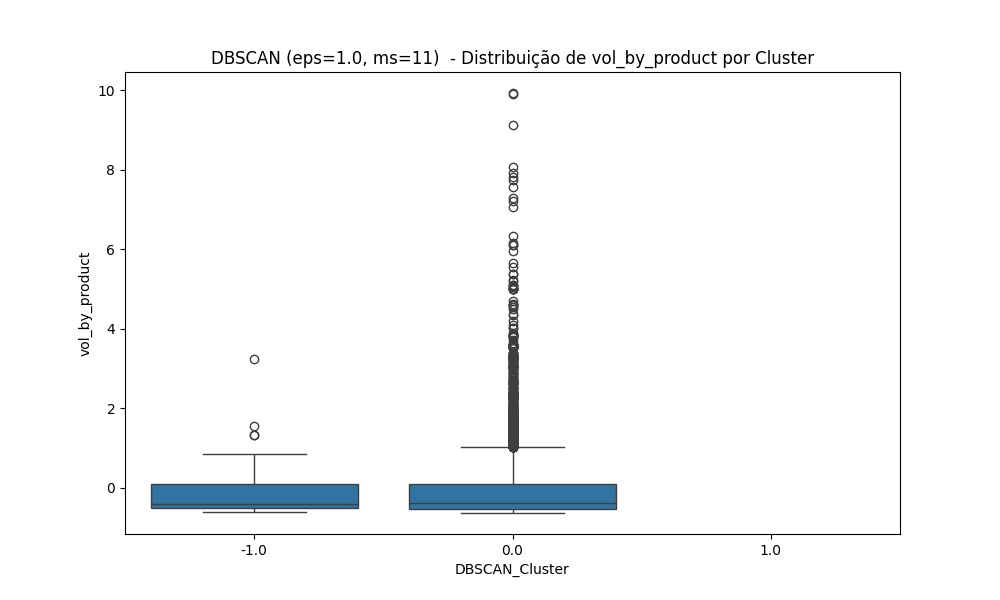 DBSCAN (eps=1.0, ms=11)  - Distribuição de vol_by_product por Cluster
10
8
6
4
2
0
vol_by_product
-1.0 0.0 1.0
DBSCAN_Cluster